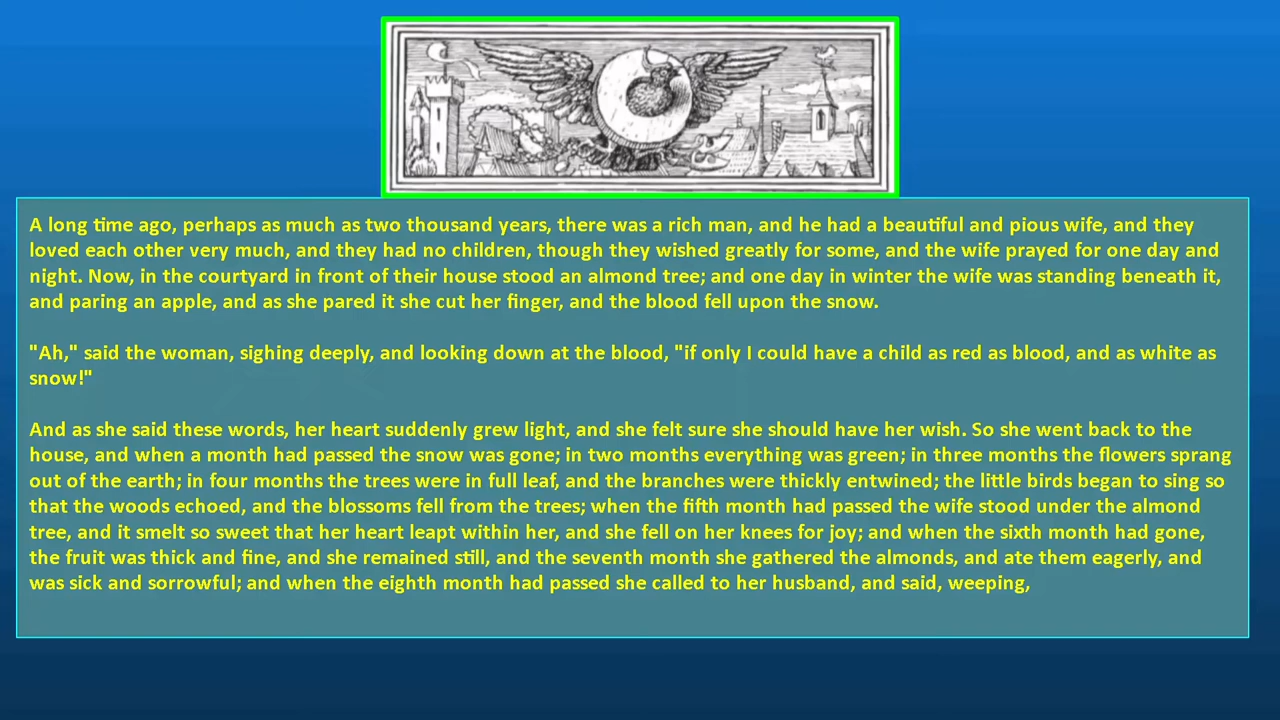 A long time ago, perhaps as much as two thousand years, there was a rich man, and he had a beautiful and pious wife, and they
loved each other very much, and they had no children, though they wished greatly for some, and the wife prayed for one day and
night. Now, in the courtyard in front of their house stood an almond tree; and one day in winter the wife was standing beneath it,
and paring an apple, and as she pared it she cut her finger, and the blood fell upon the snow.
"Ah," said the woman, sighing deeply, and looking down at the blood, "if only I could have a child as red as blood, and as white as
snow!"
And as she said these words, her heart suddenly grew light, and she felt sure she should have her wish. So she went back to the
house, and when a month had passed the snow was gone; in two months everything was green; in three months the flowers sprang
out of the earth; in four months the trees were in full leaf, and the branches were thickly entwined; the little birds began to sing so
that the woods echoed, and the blossoms fell from the trees; when the fifth month had passed the wife stood under the almond
tree, and it smelt so sweet that her heart leapt within her, and she fell on her knees for joy; and when the sixth month had gone,
the fruit was thick and fine, and she remained still, and the seventh month she gathered the almonds, and ate them eagerly, and
was sick and sorrowful; and when the eighth month had passed she called to her husband, and said, weeping,